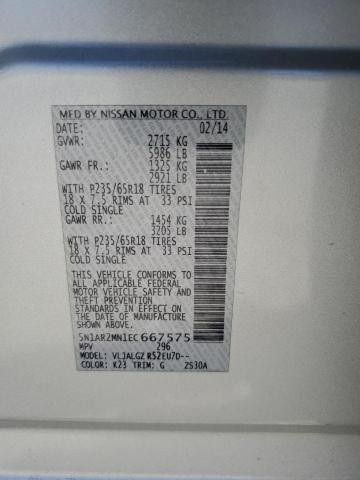 MFD BY NISSAN MOTOR CO., LTD.
DATE: 02/14
GVWR: 2715 KG
5986 LB
GAWR FR.: 1325 KG
2921 LB
WITH P235/65R18 TIRES
18 X 7.5 RIMS AT 33 PSI
COLD SINGLE
GAWR RR.: 1454 KG
3205 LB
WITH P235/65R18 TIRES
18 X 7.5 RIMS AT 33 PSI
COLD SINGLE
THIS VEHICLE CONFORMS TO
ALL APPLICABLE FEDERAL
MOTOR VEHICLE SAFETY AND
STANDARDS IN EFFECT ON
THE DATE OF MANUFACTURE
SHOWN ABOVE.
5N1AR2MN1EC667575
MPV 296
MODEL: VLJALGZ R52EU7D--
COLOR: K23 TRIM: G ZS30A